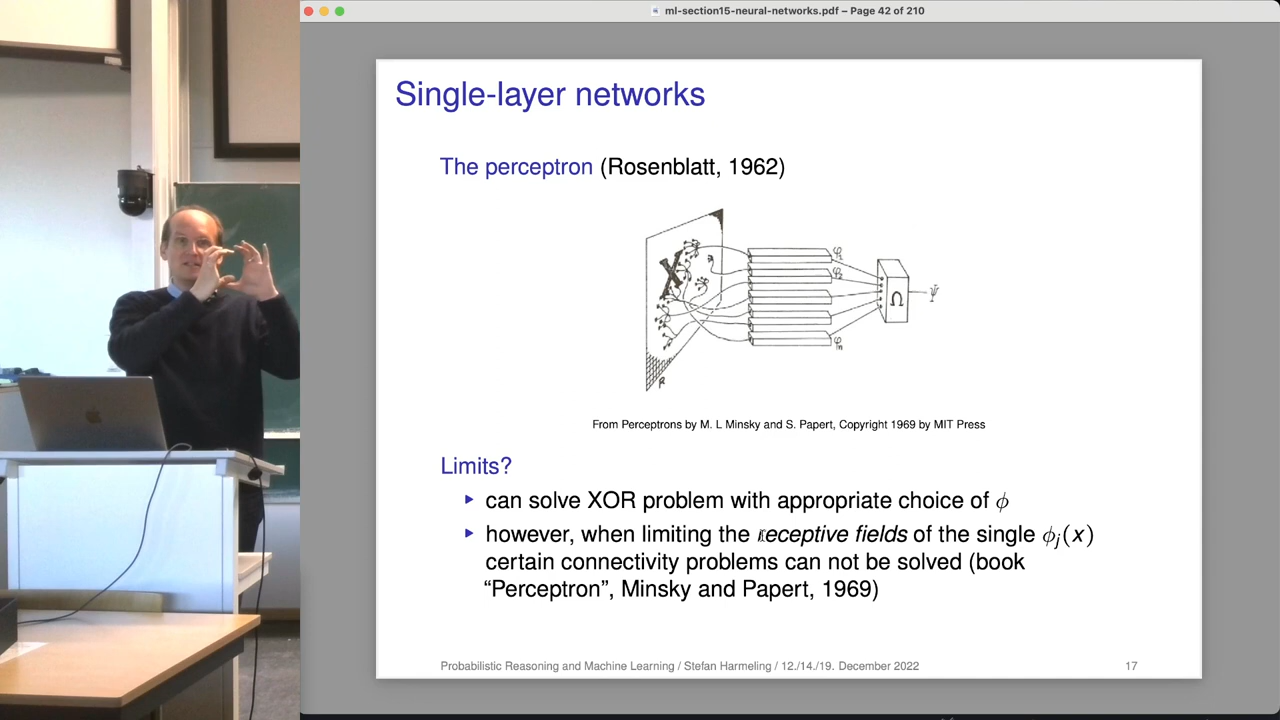 ml-section15-neural-networks.pdf – Page 42 of 210
Single-layer networks
The perceptron (Rosenblatt, 1962)
φ1
φ2
φn
Ω
Ψ
R
From Perceptrons by M. L Minsky and S. Papert, Copyright 1969 by MIT Press
Limits?
▸ can solve XOR problem with appropriate choice of ϕ
▸ however, when limiting the receptive fields of the single ϕj(x)
certain connectivity problems can not be solved (book
“Perceptron”, Minsky and Papert, 1969)
Probabilistic Reasoning and Machine Learning / Stefan Harmeling / 12./14./19. December 2022
17